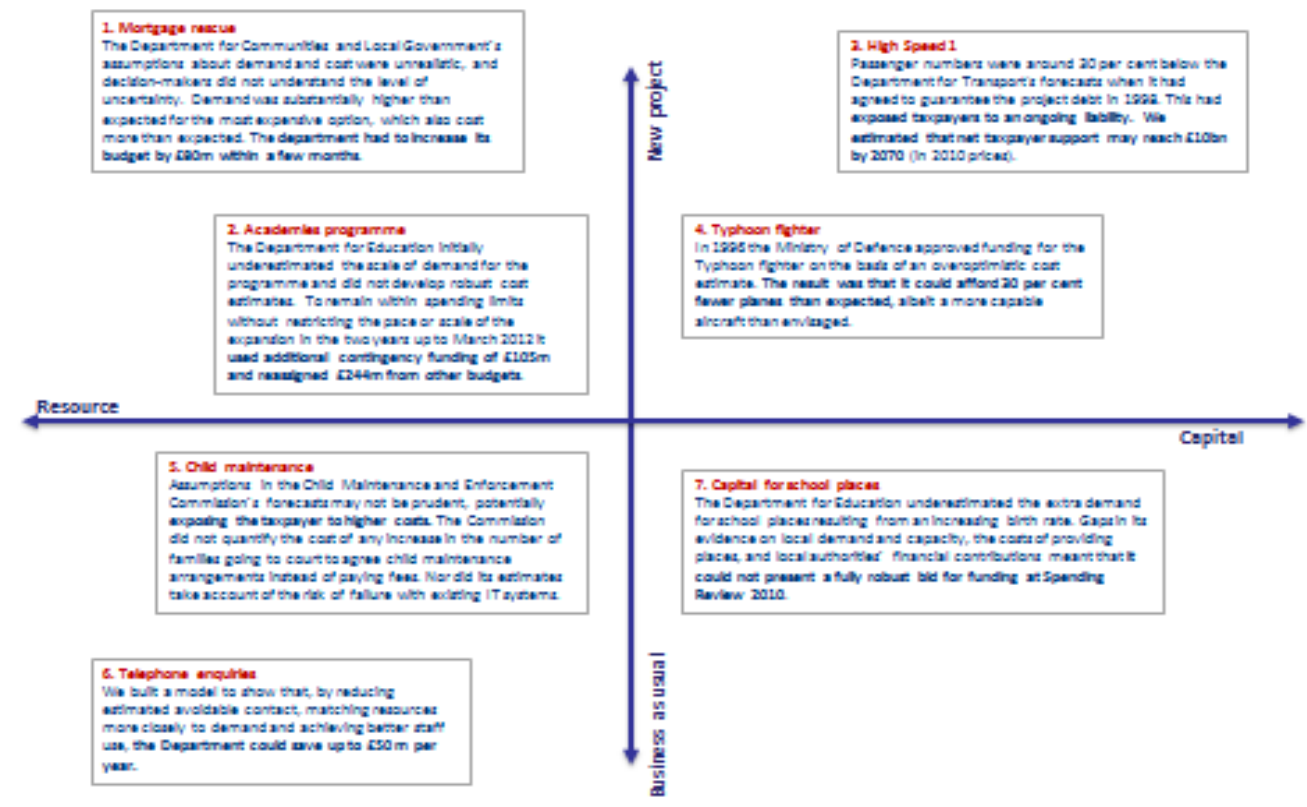 1. Mortgage rescue
The Department for Communities and Local Government's
assumptions about demand and cost were unrealistic, and
decision-makers did not understand the level of
uncertainty. Demand was substantially higher than
expected for the most expensive option, which also cost
more than expected. The department had to increase its
budget by £80m within a few months.
3. High Speed 1
Passenger numbers were around 30 per cent below the
Department for Transport's forecasts when it had
agreed to guarantee the project debt in 1998. This had
exposed taxpayers to an ongoing liability. We
estimated that net taxpayer support may reach £10bn
by 2070 (in 2010 prices).
New project
2. Academies programme
The Department for Education initially
underestimated the scale of demand for the
programme and did not develop robust cost
estimates. To remain within spending limits
without restricting the pace or scale of the
expansion in the two years up to March 2012 it
used additional contingency funding of £105m
and reassigned £244m from other budgets.
4. Typhoon fighter
In 1996 the Ministry of Defence approved funding for the
Typhoon fighter on the basis of an overoptimistic cost
estimate. The result was that it could afford 30 per cent
fewer planes than expected, albeit a more capable
aircraft than envisaged.
Resource
Capital
5. Child maintenance
Assumptions in the Child Maintenance and Enforcement
Commission's forecasts may not be prudent, potentially
exposing the taxpayer to higher costs. The Commission
did not quantify the cost of any increase in the number of
families going to court to agree child maintenance
arrangements instead of paying fees. Nor did its estimates
take account of the risk of failure with existing IT systems.
7. Capital for school places
The Department for Education underestimated the extra demand
for school places resulting from an increasing birth rate. Gaps in its
evidence on local demand and capacity, the costs of providing
places, and local authorities' financial contributions meant that it
could not present a fully robust bid for funding at Spending
Review 2010.
6. Telephone enquiries
We built a model to show that, by reducing
estimated avoidable contact, matching resources
more closely to demand and achieving better staff
use, the Department could save up to £50m per
year.
Business as usual